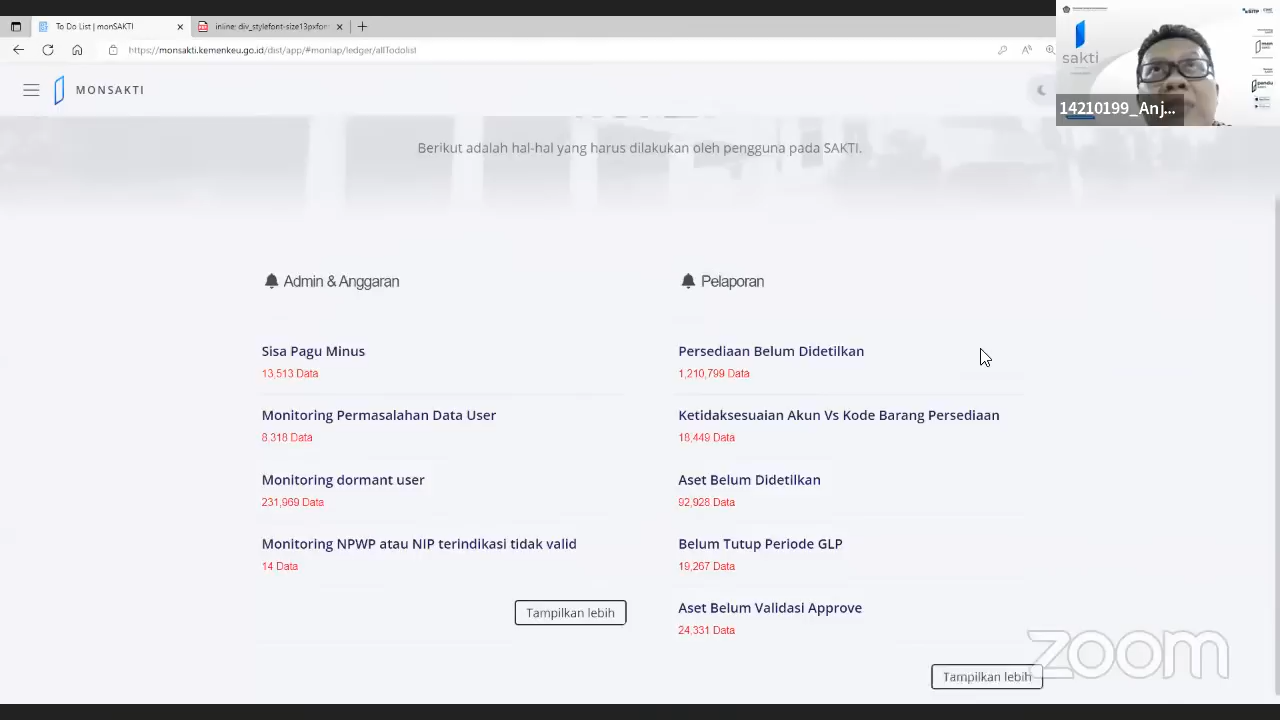 To Do List | monSAKTI
inline: div_stylefont-size13pxfor
https://monsakti.kemenkeu.go.id/dist/app/#moniap/ledger/allTodolist
MONSAKTI
Berikut adalah hal-hal yang harus dilakukan oleh pengguna pada SAKTI.
Admin & Anggaran
Sisa Pagu Minus
13,513 Data
Monitoring Permasalahan Data User
8,318 Data
Monitoring dormant user
231,969 Data
Monitoring NPWP atau NIP terindikasi tidak valid
14 Data
Tampilkan lebih
Pelaporan
Persediaan Belum Didetilkan
1,210,799 Data
Ketidaksesuaian Akun Vs Kode Barang Persediaan
18,449 Data
Aset Belum Didetilkan
92,928 Data
Belum Tutup Periode GLP
19,267 Data
Aset Belum Validasi Approve
24,331 Data
Tampilkan lebih
sakti
14210199_Anj...
zoom